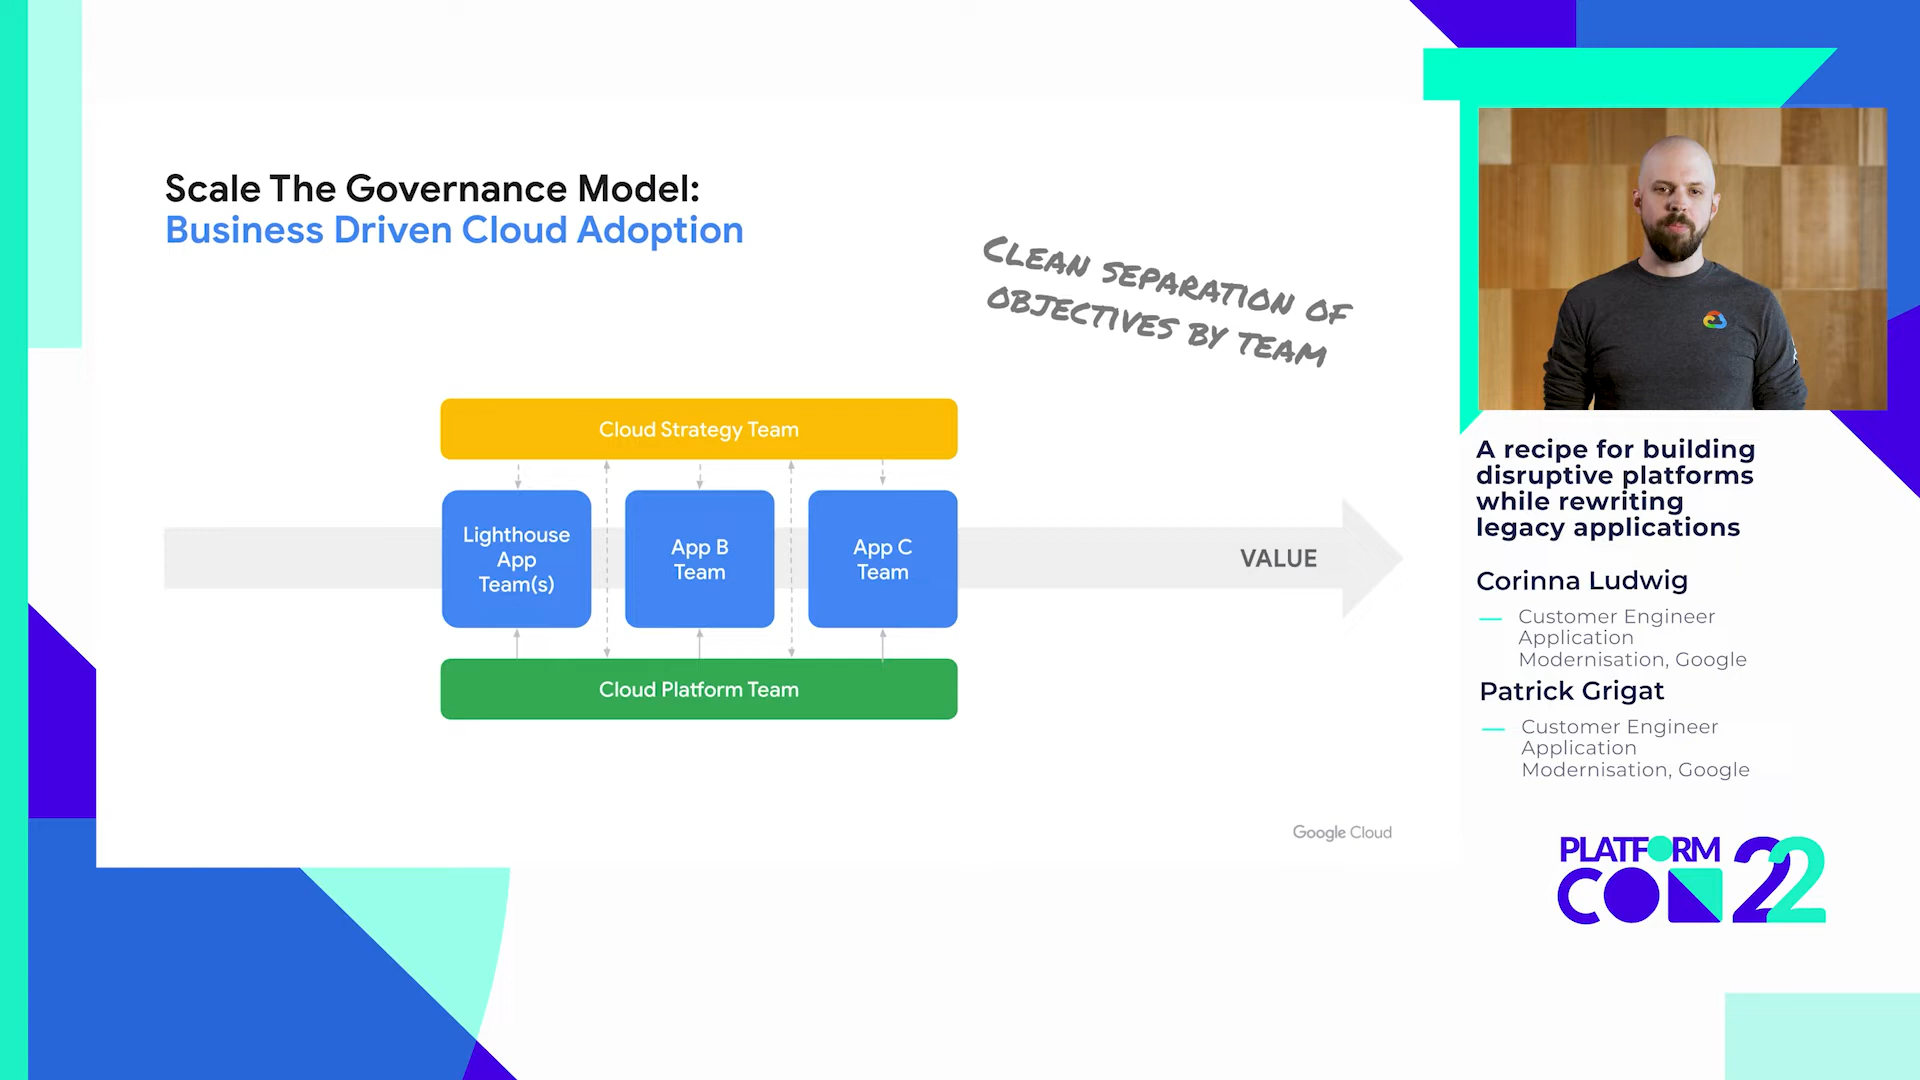 Scale The Governance Model:
Business Driven Cloud Adoption
CLEAN SEPARATION OF
OBJECTIVES BY TEAM
Cloud Strategy Team
Lighthouse
App
Team(s)
App B
Team
App C
Team
VALUE
Cloud Platform Team
Google Cloud
A recipe for building
disruptive platforms
while rewriting
legacy applications
Corinna Ludwig
— Customer Engineer
Application
Modernisation, Google
Patrick Grigat
— Customer Engineer
Application
Modernisation, Google
PLATFORM
CON 22